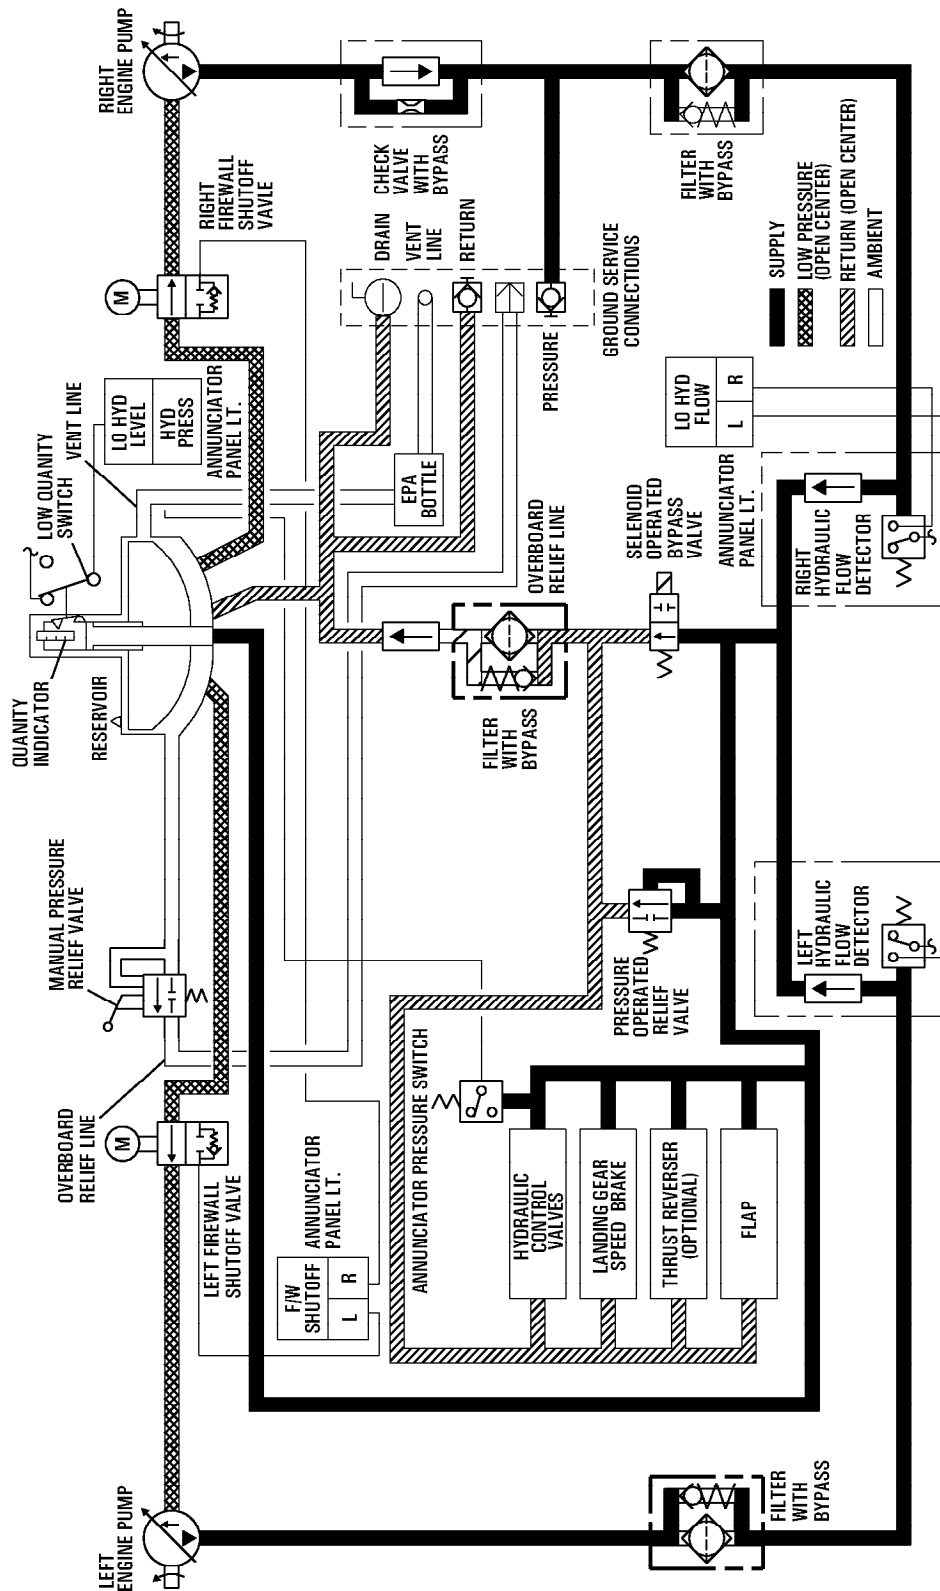 LEFT
ENGINE PUMP
OVERBOARD
RELIEF LINE
MANUAL PRESSURE
RELIEF VALVE
QUANITY
INDICATOR
RESERVOIR
LOW QUANTITY
SWITCH
VENT LINE
RIGHT
ENGINE PUMP
M
M
LEFT FIREWALL
SHUTOFF VALVE
LO HYD
LEVEL
HYD
PRESS
ANNUNCIATOR
PANEL LT.
RIGHT
FIREWALL
SHUTOFF
VAVLE
F/W
SHUTOFF
L
R
ANNUNCIATOR
PANEL LT.
CHECK
VALVE
WITH
BYPASS
DRAIN
VENT
LINE
RETURN
EPA
BOTTLE
ANNUNCIATOR PRESSURE SWITCH
FILTER
WITH
BYPASS
OVERBOARD
RELIEF LINE
PRESSURE
GROUND SERVICE
CONNECTIONS
HYDRAULIC
CONTROL
VALVES
LANDING GEAR
SPEED BRAKE
THRUST REVERSER
(OPTIONAL)
FLAP
PRESSURE
OPERATED
RELIEF
VALVE
SELENOID
OPERATED
BYPASS
VALVE
LO HYD
FLOW
L
R
ANNUNCIATOR
PANEL LT.
FILTER
WITH
BYPASS
SUPPLY
LOW PRESSURE
(OPEN CENTER)
RETURN (OPEN CENTER)
AMBIENT
FILTER
WITH
BYPASS
LEFT
HYDRAULIC
FLOW
DETECTOR
RIGHT
HYDRAULIC
FLOW
DETECTOR